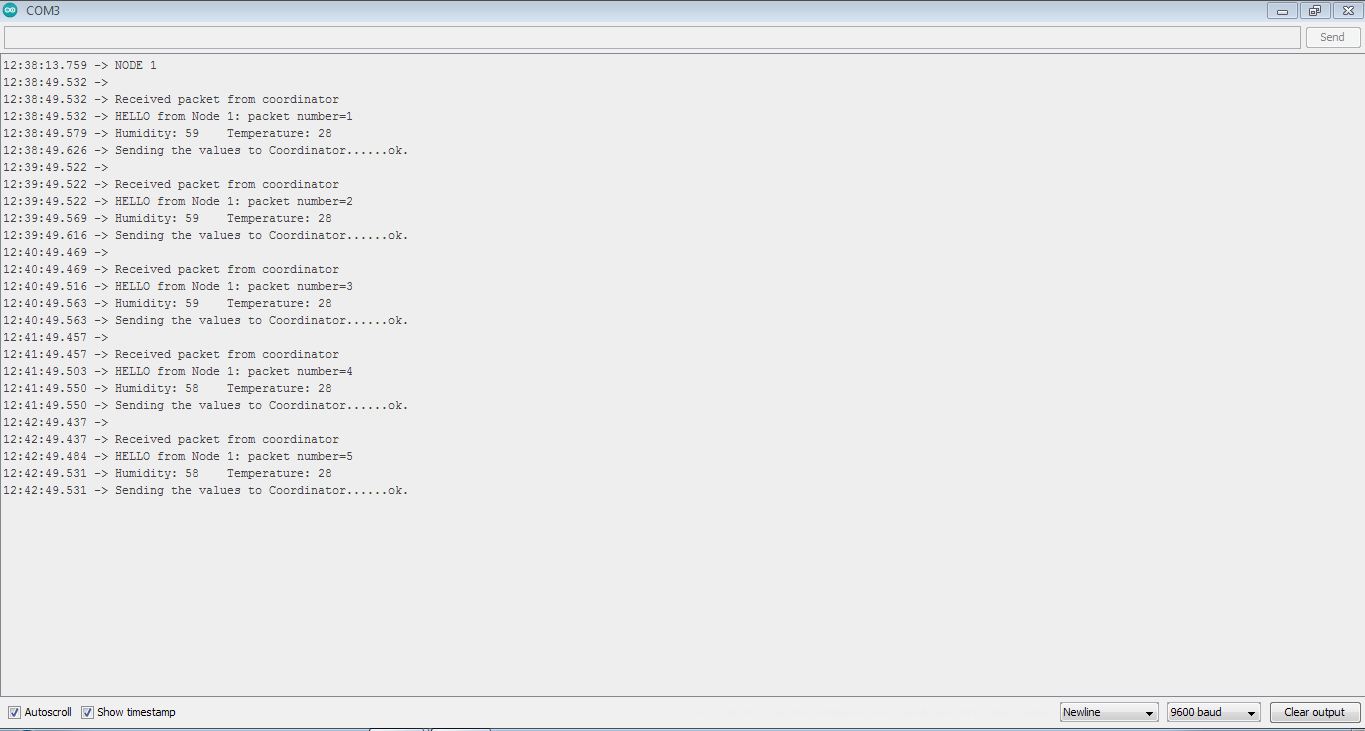 COM3
Send
12:38:13.759 -> NODE 1
12:38:49.532 ->
12:38:49.532 -> Received packet from coordinator
12:38:49.532 -> HELLO from Node 1: packet number=1
12:38:49.579 -> Humidity: 59    Temperature: 28
12:38:49.626 -> Sending the values to Coordinator......ok.
12:39:49.522 ->
12:39:49.522 -> Received packet from coordinator
12:39:49.522 -> HELLO from Node 1: packet number=2
12:39:49.569 -> Humidity: 59    Temperature: 28
12:39:49.616 -> Sending the values to Coordinator......ok.
12:40:49.469 ->
12:40:49.469 -> Received packet from coordinator
12:40:49.516 -> HELLO from Node 1: packet number=3
12:40:49.563 -> Humidity: 59    Temperature: 28
12:40:49.563 -> Sending the values to Coordinator......ok.
12:41:49.457 ->
12:41:49.457 -> Received packet from coordinator
12:41:49.503 -> HELLO from Node 1: packet number=4
12:41:49.550 -> Humidity: 58    Temperature: 28
12:41:49.550 -> Sending the values to Coordinator......ok.
12:42:49.437 ->
12:42:49.437 -> Received packet from coordinator
12:42:49.484 -> HELLO from Node 1: packet number=5
12:42:49.531 -> Humidity: 58    Temperature: 28
12:42:49.531 -> Sending the values to Coordinator......ok.
Autoscroll Show timestamp Newline 9600 baud Clear output